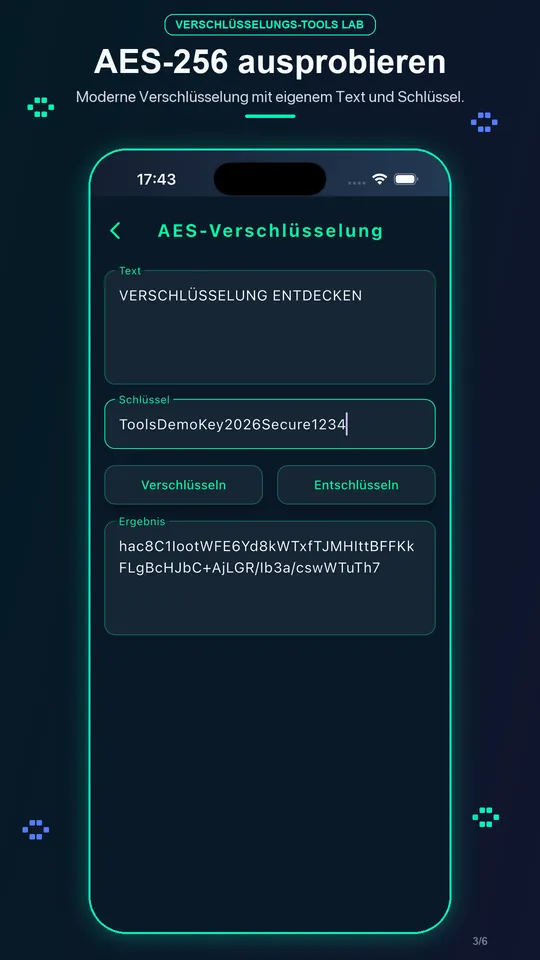 VERSCHLÜSSELUNGS-TOOLS LAB
AES-256 ausprobieren
Moderne Verschlüsselung mit eigenem Text und Schlüssel.
17:43
AES-Verschlüsselung
Text
VERSCHLÜSSELUNG ENTDECKEN
Schlüssel
ToolsDemoKey2026Secure1234
Verschlüsseln
Entschlüsseln
Ergebnis
hac8C1lootWFE6Yd8kWTxfTJMHIttBFFKk
FLgBcHJbC+AjLGR/Ib3a/cswWTuTh7
3/6